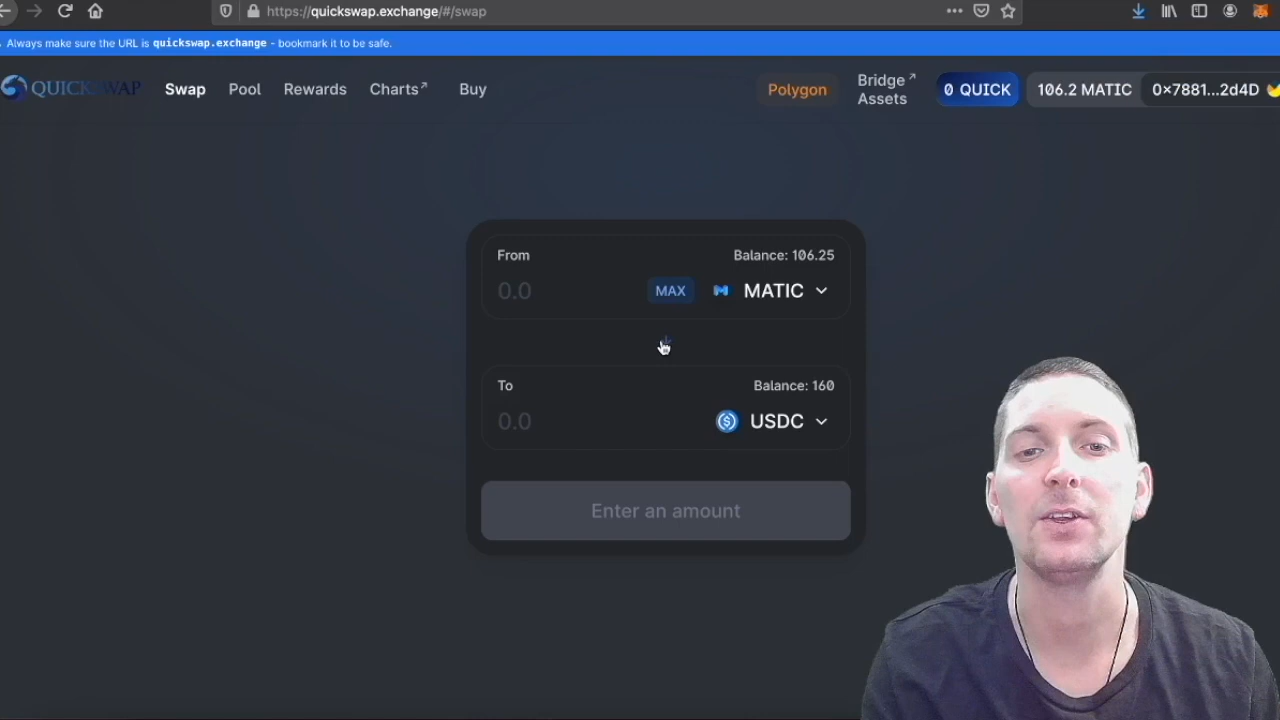 https://quickswap.exchange/#/swap
Always make sure the URL is quickswap.exchange - bookmark it to be safe.
QUICKSWAP
Swap
Pool
Rewards
Charts↗
Buy
Polygon
Bridge↗
Assets
0 QUICK
106.2 MATIC
0×7881...2d4D
From
Balance: 106.25
0.0
MAX
MATIC
To
Balance: 160
0.0
USDC
Enter an amount